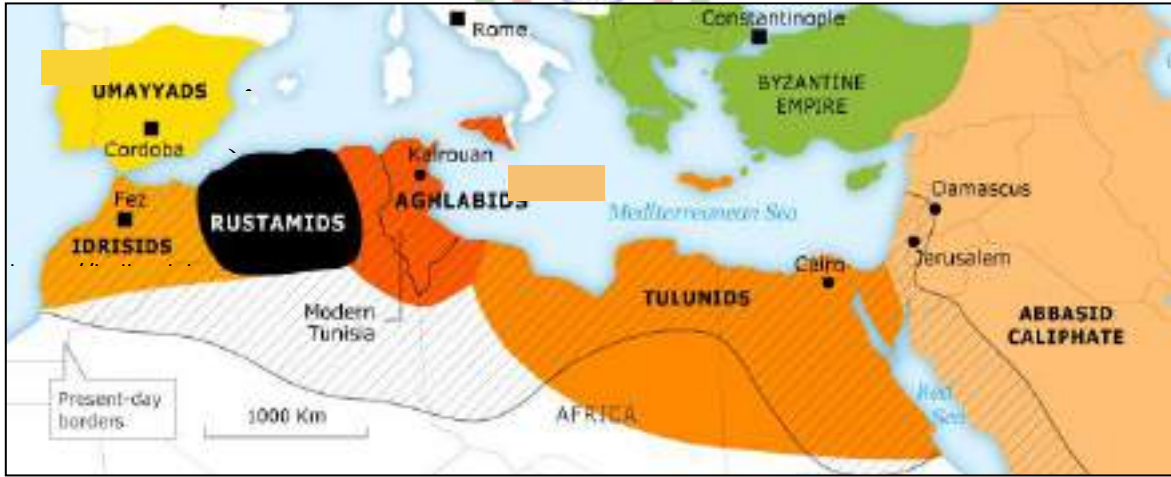 Rome
Constantinople
UMAYYADS
BYZANTINE
EMPIRE
Cordoba
Kairouan
Fez
RUSTAMIDS
AGHLABIDS
Damascus
Mediterranean Sea
IDRISIDS
Jerusalem
Cairo
TULUNIDS
Modern
Tunisia
ABBASID
CALIPHATE
Present-day
borders
1000 Km
AFRICA
Red
Sea